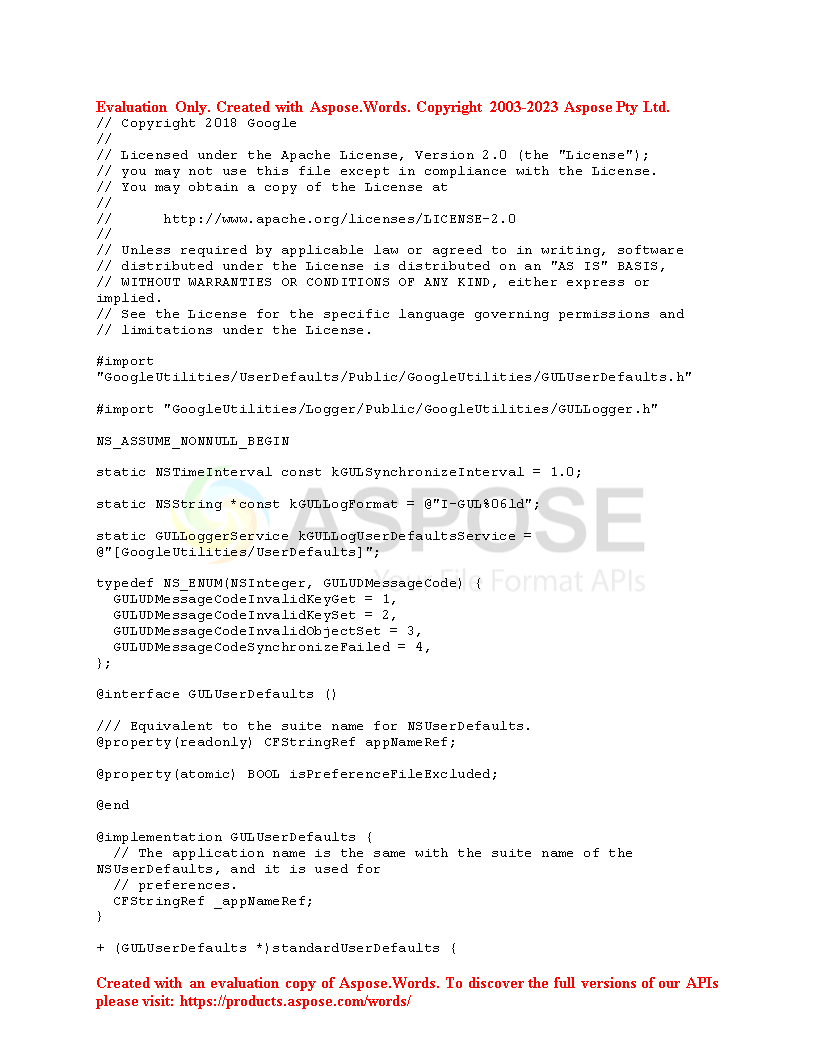 Evaluation Only. Created with Aspose.Words. Copyright 2003-2023 Aspose Pty Ltd.
// Copyright 2018 Google
//
// Licensed under the Apache License, Version 2.0 (the "License");
// you may not use this file except in compliance with the License.
// You may obtain a copy of the License at
//
//      http://www.apache.org/licenses/LICENSE-2.0
//
// Unless required by applicable law or agreed to in writing, software
// distributed under the License is distributed on an "AS IS" BASIS,
// WITHOUT WARRANTIES OR CONDITIONS OF ANY KIND, either express or
implied.
// See the License for the specific language governing permissions and
// limitations under the License.
#import
"GoogleUtilities/UserDefaults/Public/GoogleUtilities/GULUserDefaults.h"
#import "GoogleUtilities/Logger/Public/GoogleUtilities/GULLogger.h"
NS_ASSUME_NONNULL_BEGIN
static NSTimeInterval const kGULSynchronizeInterval = 1.0;
static NSString *const kGULLogFormat = @"I-GUL%06ld";
ASPOSE
static GULLoggerService kGULLogUserDefaultsService =
@"[GoogleUtilities/UserDefaults]";
Your File Format APIs
typedef NS_ENUM(NSInteger, GULUDMessageCode) {
  GULUDMessageCodeInvalidKeyGet = 1,
  GULUDMessageCodeInvalidKeySet = 2,
  GULUDMessageCodeInvalidObjectSet = 3,
  GULUDMessageCodeSynchronizeFailed = 4,
};
@interface GULUserDefaults ()
/// Equivalent to the suite name for NSUserDefaults.
@property(readonly) CFStringRef appNameRef;
@property(atomic) BOOL isPreferenceFileExcluded;
@end
@implementation GULUserDefaults {
  // The application name is the same with the suite name of the
NSUserDefaults, and it is used for
  // preferences.
  CFStringRef _appNameRef;
}
+ (GULUserDefaults *)standardUserDefaults {
Created with an evaluation copy of Aspose.Words. To discover the full versions of our APIs
please visit: https://products.aspose.com/words/